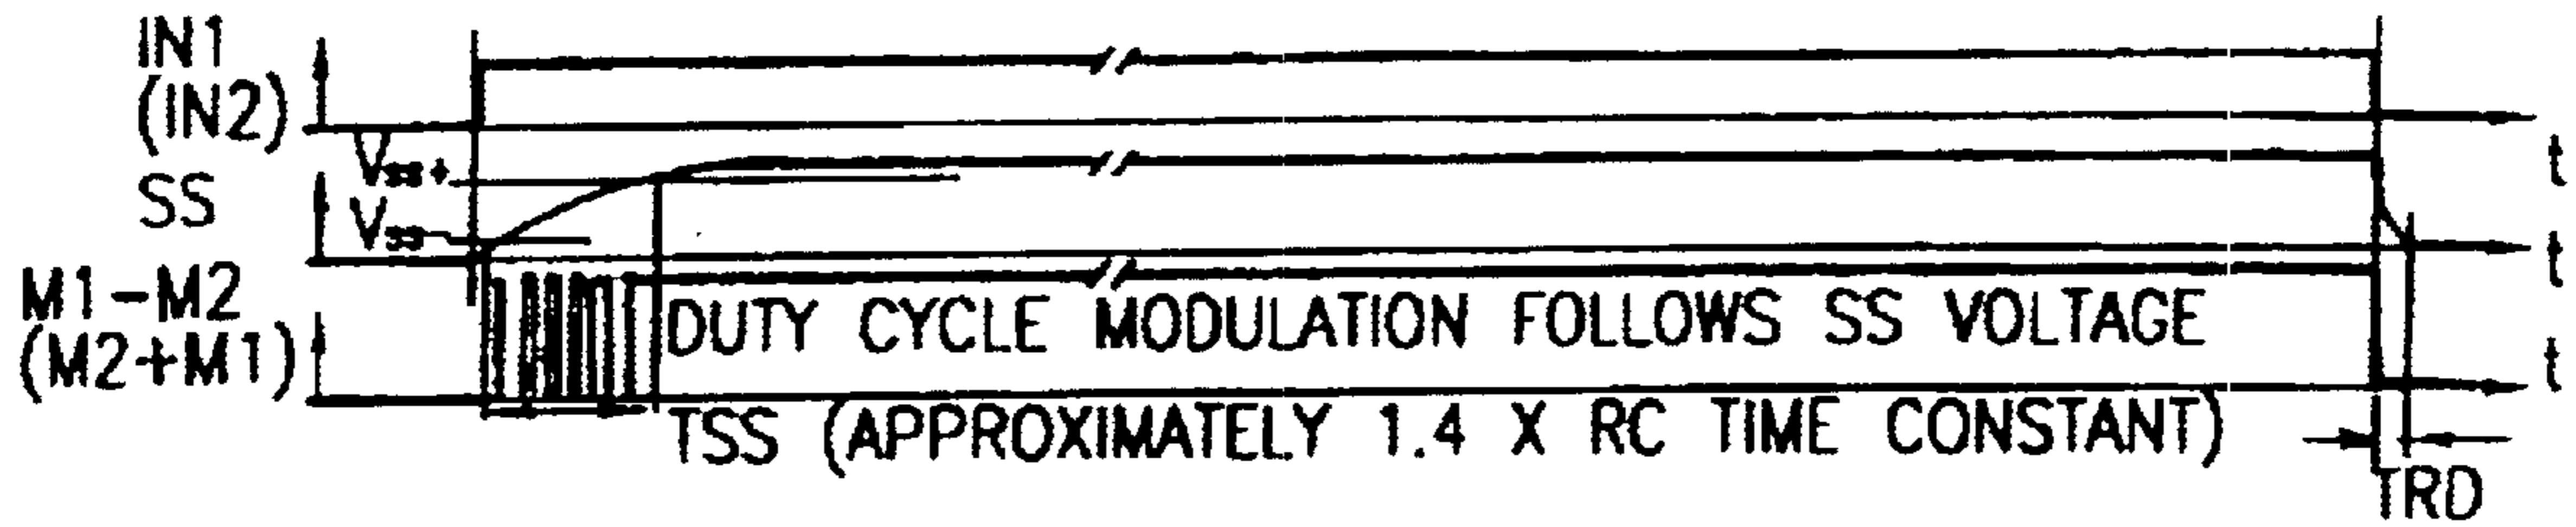 IN1
(IN2)
t
Vss+
SS
Vss-
t
M1-M2
(M2+M1)
DUTY CYCLE MODULATION FOLLOWS SS VOLTAGE
t
TSS (APPROXIMATELY 1.4 X RC TIME CONSTANT)
TRD